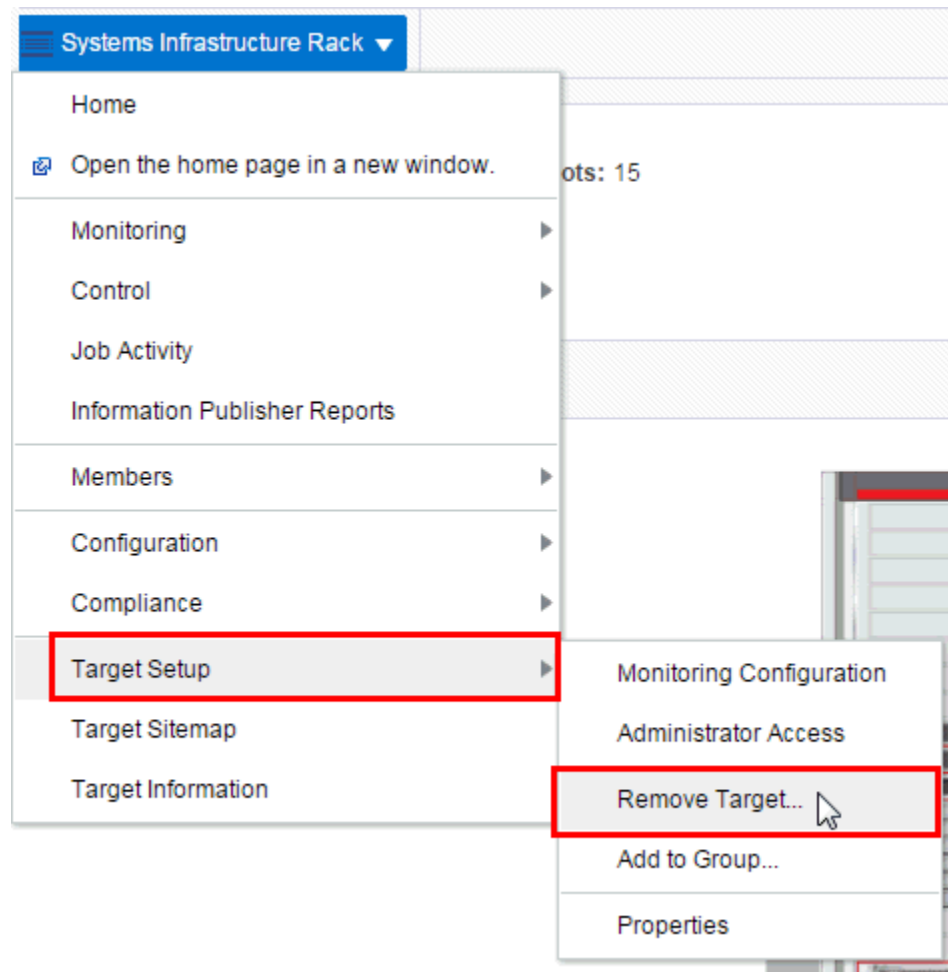 Systems Infrastructure Rack
Home
Open the home page in a new window.
ots: 15
Monitoring
Control
Job Activity
Information Publisher Reports
Members
Configuration
Compliance
Target Setup
Target Sitemap
Target Information
Monitoring Configuration
Administrator Access
Remove Target...
Add to Group...
Properties